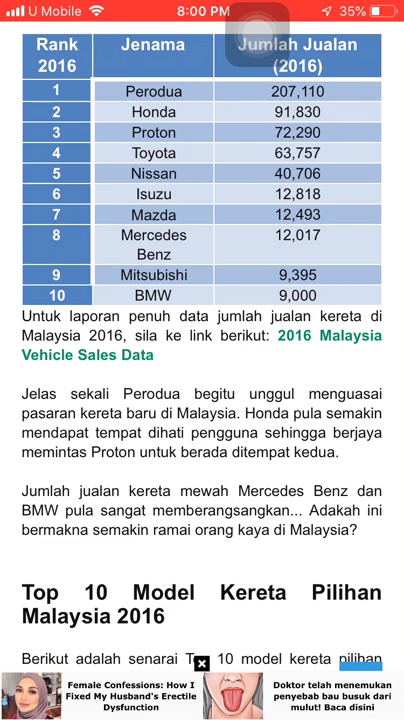 U Mobile 8:00 PM 35%
Rank 2016 Jenama Jumlah Jualan (2016)
1 Perodua 207,110
2 Honda 91,830
3 Proton 72,290
4 Toyota 63,757
5 Nissan 40,706
6 Isuzu 12,818
7 Mazda 12,493
8 Mercedes Benz 12,017
9 Mitsubishi 9,395
10 BMW 9,000
Untuk laporan penuh data jumlah jualan kereta di
Malaysia 2016, sila ke link berikut: 2016 Malaysia
Vehicle Sales Data
Jelas sekali Perodua begitu unggul menguasai
pasaran kereta baru di Malaysia. Honda pula semakin
mendapat tempat dihati pengguna sehingga berjaya
memintas Proton untuk berada ditempat kedua.
Jumlah jualan kereta mewah Mercedes Benz dan
BMW pula sangat memberangsangkan... Adakah ini
bermakna semakin ramai orang kaya di Malaysia?
Top 10 Model Kereta Pilihan
Malaysia 2016
Berikut adalah senarai 10 model kereta pilihan
Female Confessions: How I
Fixed My Husband's Erectile
Dysfunction
Doktor telah menemukan
penyebab bau busuk dari
mulut! Baca disini